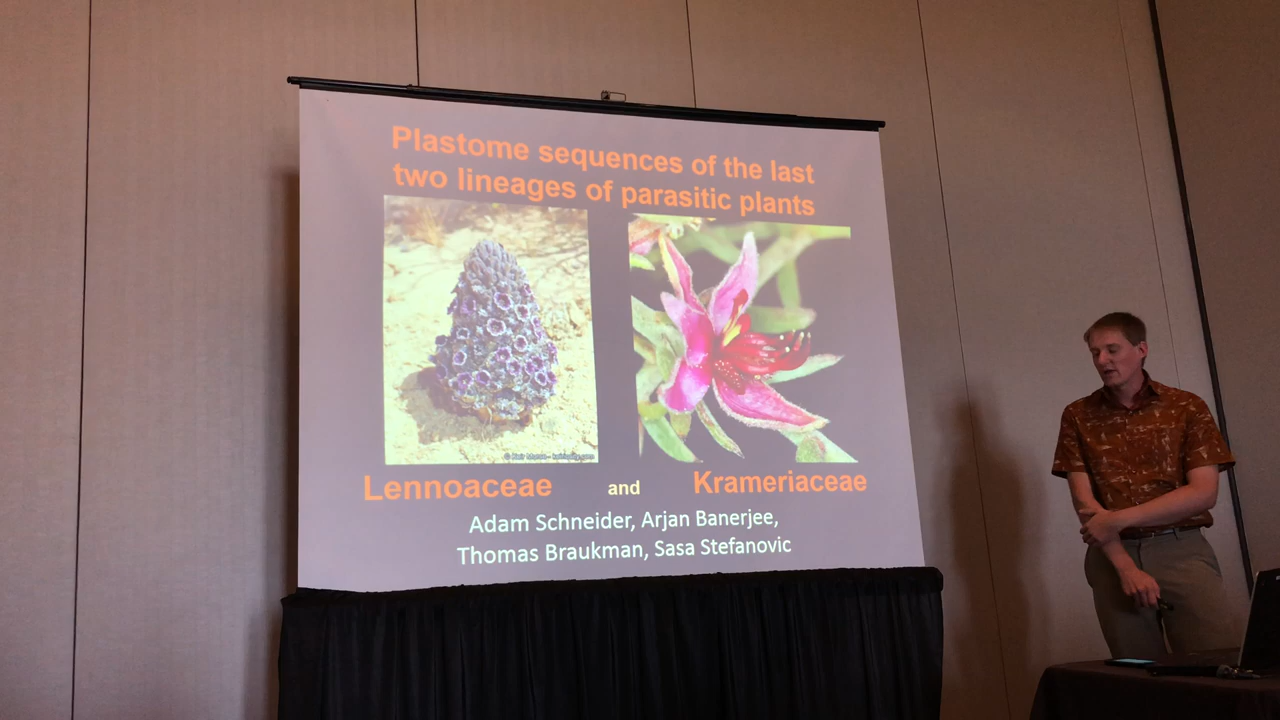 Plastome sequences of the last
two lineages of parasitic plants
Lennoaceae and Krameriaceae
Adam Schneider, Arjan Banerjee,
Thomas Braukman, Sasa Stefanovic